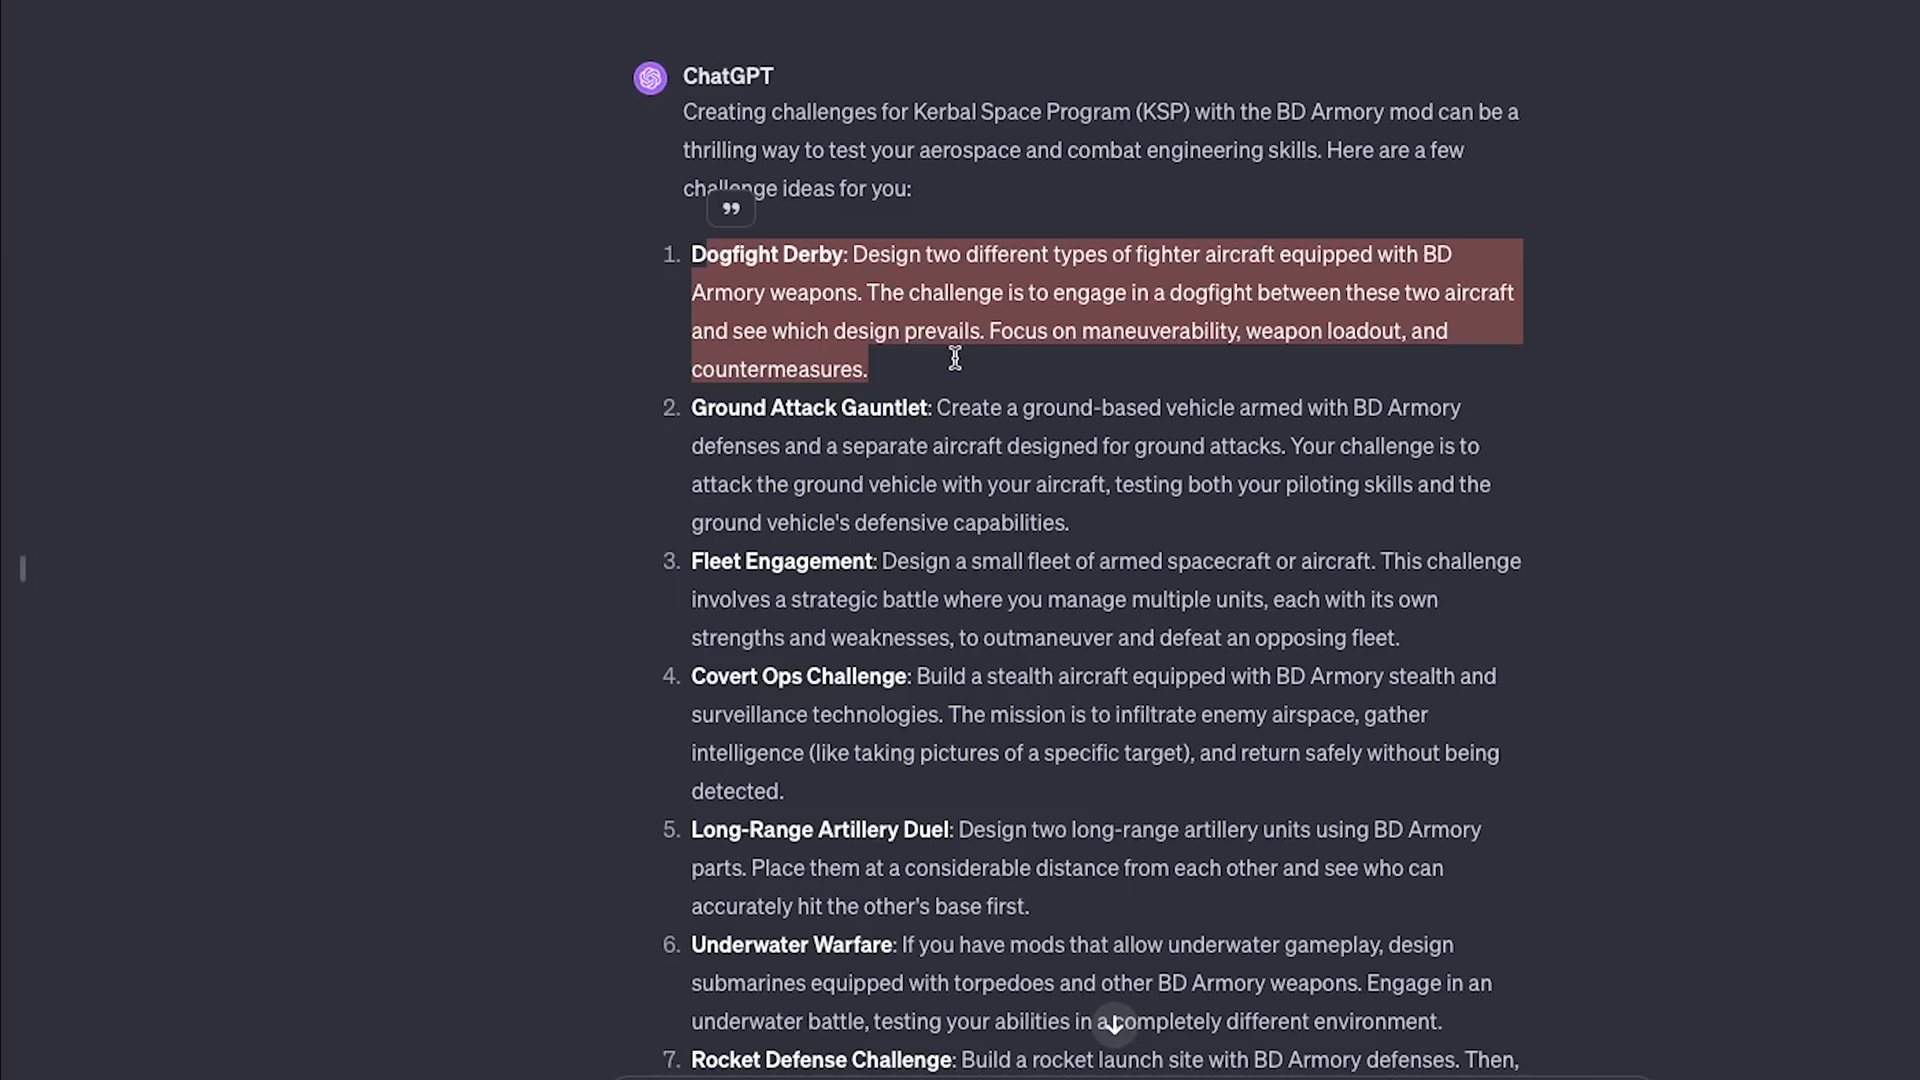 ChatGPT
Creating challenges for Kerbal Space Program (KSP) with the BD Armory mod can be a
thrilling way to test your aerospace and combat engineering skills. Here are a few
challenge ideas for you:
1. Dogfight Derby: Design two different types of fighter aircraft equipped with BD
Armory weapons. The challenge is to engage in a dogfight between these two aircraft
and see which design prevails. Focus on maneuverability, weapon loadout, and
countermeasures.
2. Ground Attack Gauntlet: Create a ground-based vehicle armed with BD Armory
defenses and a separate aircraft designed for ground attacks. Your challenge is to
attack the ground vehicle with your aircraft, testing both your piloting skills and the
ground vehicle's defensive capabilities.
3. Fleet Engagement: Design a small fleet of armed spacecraft or aircraft. This challenge
involves a strategic battle where you manage multiple units, each with its own
strengths and weaknesses, to outmaneuver and defeat an opposing fleet.
4. Covert Ops Challenge: Build a stealth aircraft equipped with BD Armory stealth and
surveillance technologies. The mission is to infiltrate enemy airspace, gather
intelligence (like taking pictures of a specific target), and return safely without being
detected.
5. Long-Range Artillery Duel: Design two long-range artillery units using BD Armory
parts. Place them at a considerable distance from each other and see who can
accurately hit the other's base first.
6. Underwater Warfare: If you have mods that allow underwater gameplay, design
submarines equipped with torpedoes and other BD Armory weapons. Engage in an
underwater battle, testing your abilities in a completely different environment.
7. Rocket Defense Challenge: Build a rocket launch site with BD Armory defenses. Then,